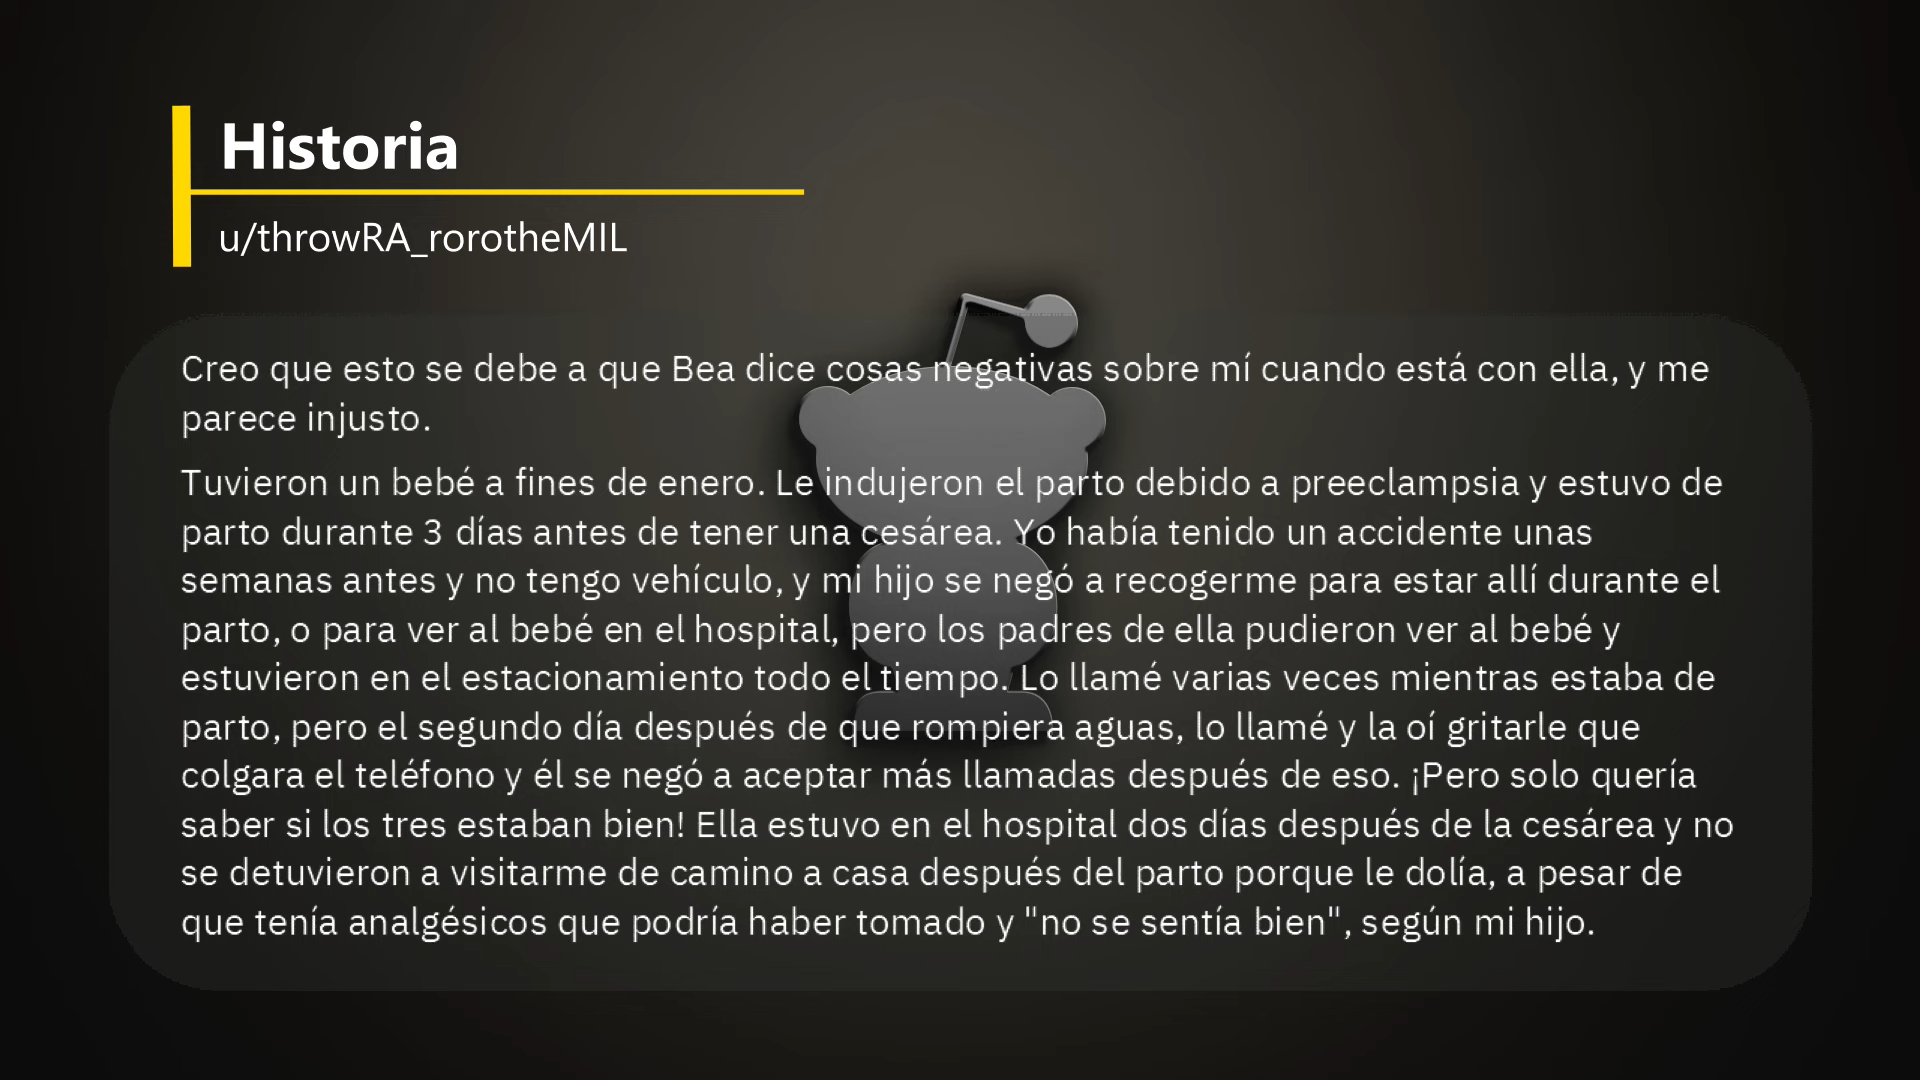 Historia
u/throwRA_rorotheMIL
Creo que esto se debe a que Bea dice cosas negativas sobre mí cuando está con ella, y me
parece injusto.
Tuvieron un bebé a fines de enero. Le indujeron el parto debido a preeclampsia y estuvo de
parto durante 3 días antes de tener una cesárea. Yo había tenido un accidente unas
semanas antes y no tengo vehículo, y mi hijo se negó a recogerme para estar allí durante el
parto, o para ver al bebé en el hospital, pero los padres de ella pudieron ver al bebé y
estuvieron en el estacionamiento todo el tiempo. Lo llamé varias veces mientras estaba de
parto, pero el segundo día después de que rompiera aguas, lo llamé y la oí gritarle que
colgara el teléfono y él se negó a aceptar más llamadas después de eso. ¡Pero solo quería
saber si los tres estaban bien! Ella estuvo en el hospital dos días después de la cesárea y no
se detuvieron a visitarme de camino a casa después del parto porque le dolía, a pesar de
que tenía analgésicos que podría haber tomado y "no se sentía bien", según mi hijo.